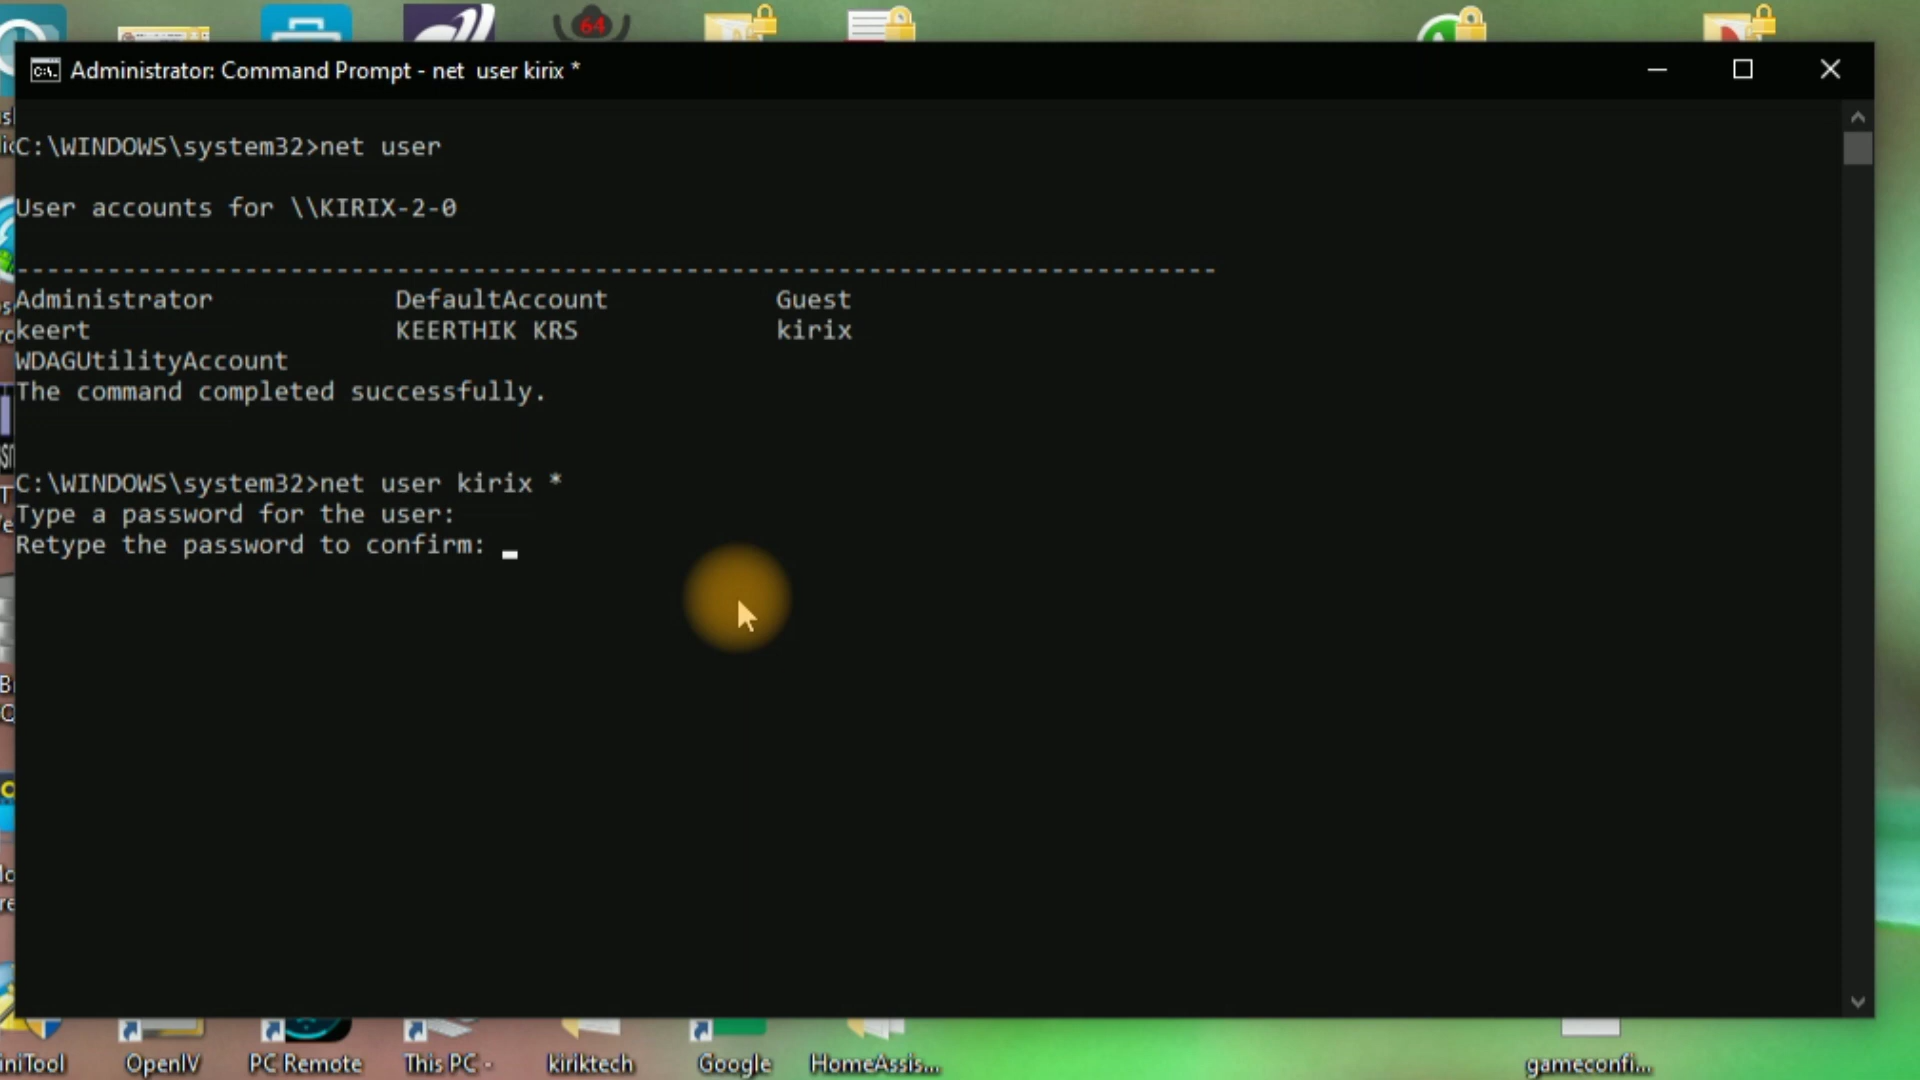 64
Administrator: Command Prompt - net  user kirix *
C:\WINDOWS\system32>net user
User accounts for \\KIRIX-2-0
-------------------------------------------------------------------------------
Administrator            DefaultAccount           Guest
keert                    KEERTHIK KRS             kirix
WDAGUtilityAccount
The command completed successfully.
C:\WINDOWS\system32>net user kirix *
Type a password for the user:
Retype the password to confirm:
OpenIV
PC Remote
This PC -
kiriktech
Google
HomeAssis...
gameconfi...